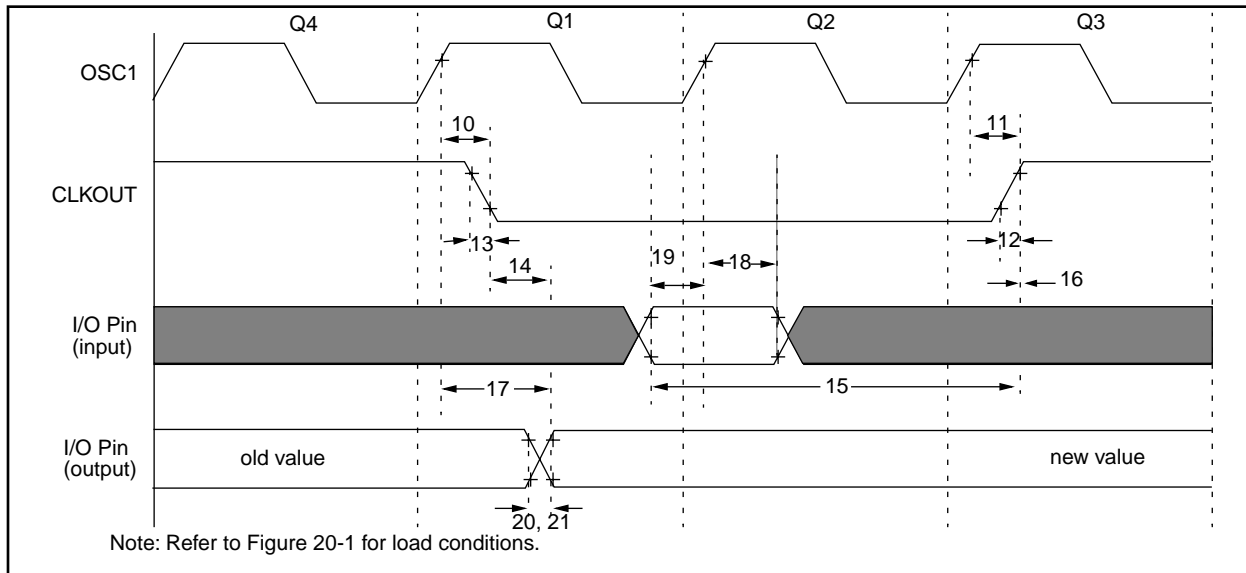 Q4 Q1 Q2 Q3
OSC1
10 11
CLKOUT
13 12
14 19 18 16
I/O Pin
(input)
17 15
I/O Pin
(output)
old value new value
20, 21
Note: Refer to Figure 20-1 for load conditions.